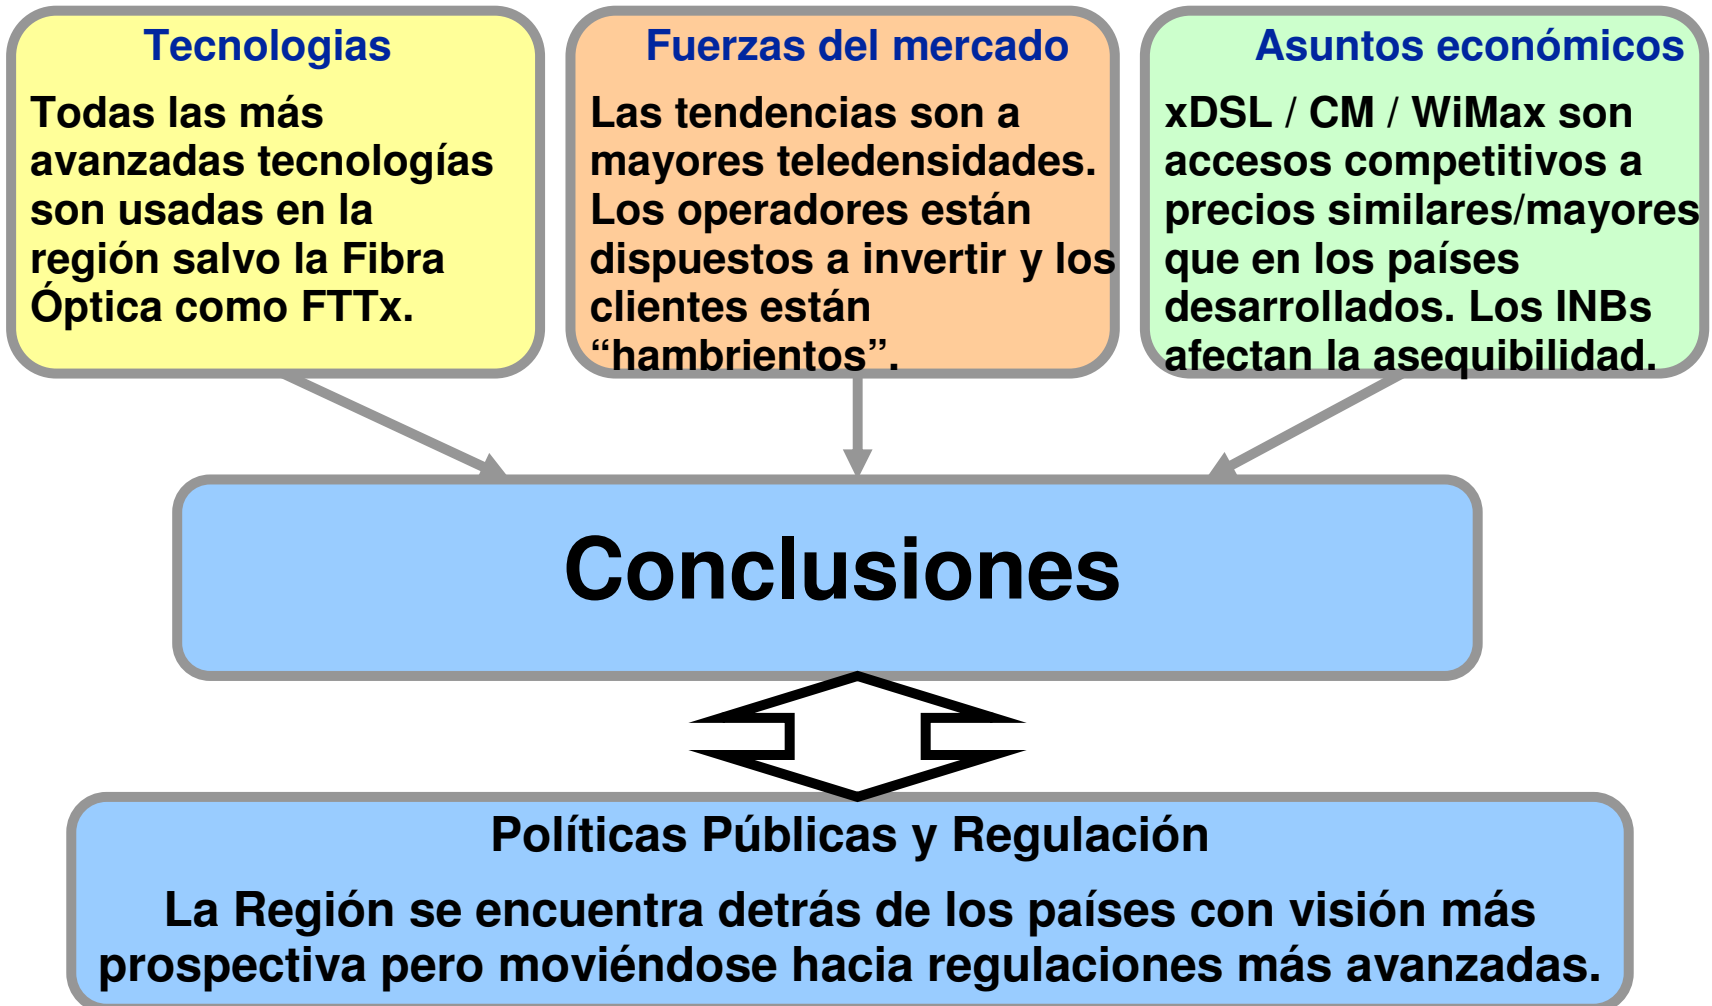 Tecnologias
Todas las más
avanzadas tecnologías
son usadas en la
región salvo la Fibra
Óptica como FTTx.
Fuerzas del mercado
Las tendencias son a
mayores teledensidades.
Los operadores están
dispuestos a invertir y los
clientes están
“hambrientos”.
Asuntos económicos
xDSL / CM / WiMax son
accesos competitivos a
precios similares/mayores
que en los países
desarrollados. Los INBs
afectan la asequibilidad.
Conclusiones
Políticas Públicas y Regulación
La Región se encuentra detrás de los países con visión más
prospectiva pero moviéndose hacia regulaciones más avanzadas.